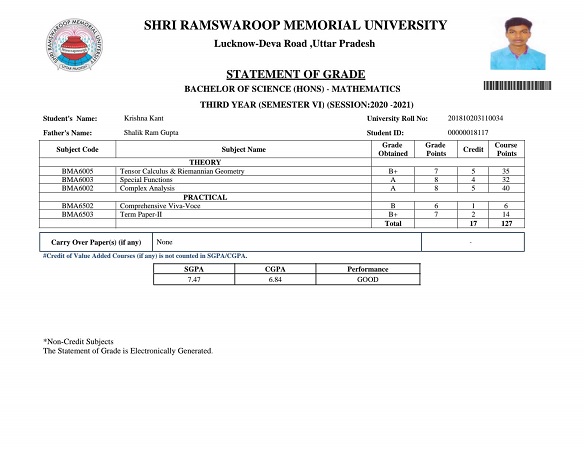 SHRI RAMSWAROOP MEMORIAL UNIVERSITY
Lucknow-Deva Road ,Uttar Pradesh
STATEMENT OF GRADE
BACHELOR OF SCIENCE (HONS) - MATHEMATICS
THIRD YEAR (SEMESTER VI) (SESSION:2020 -2021)
Student's Name: Krishna Kant University Roll No: 201810203110034
Father's Name: Shalik Ram Gupta Student ID: 00000018117
Subject Code Subject Name Grade Obtained Grade Points Credit Course Points
THEORY
BMA6005 Tensor Calculus & Riemannian Geometry B+ 7 5 35
BMA6003 Special Functions A 8 4 32
BMA6002 Complex Analysis A 8 5 40
PRACTICAL
BMA6502 Comprehensive Viva-Voce B 6 1 6
BMA6503 Term Paper-II B+ 7 2 14
Total 17 127
Carry Over Paper(s) (if any) None -
#Credit of Value Added Courses (if any) is not counted in SGPA/CGPA.
SGPA CGPA Performance
7.47 6.84 GOOD
*Non-Credit Subjects
The Statement of Grade is Electronically Generated.